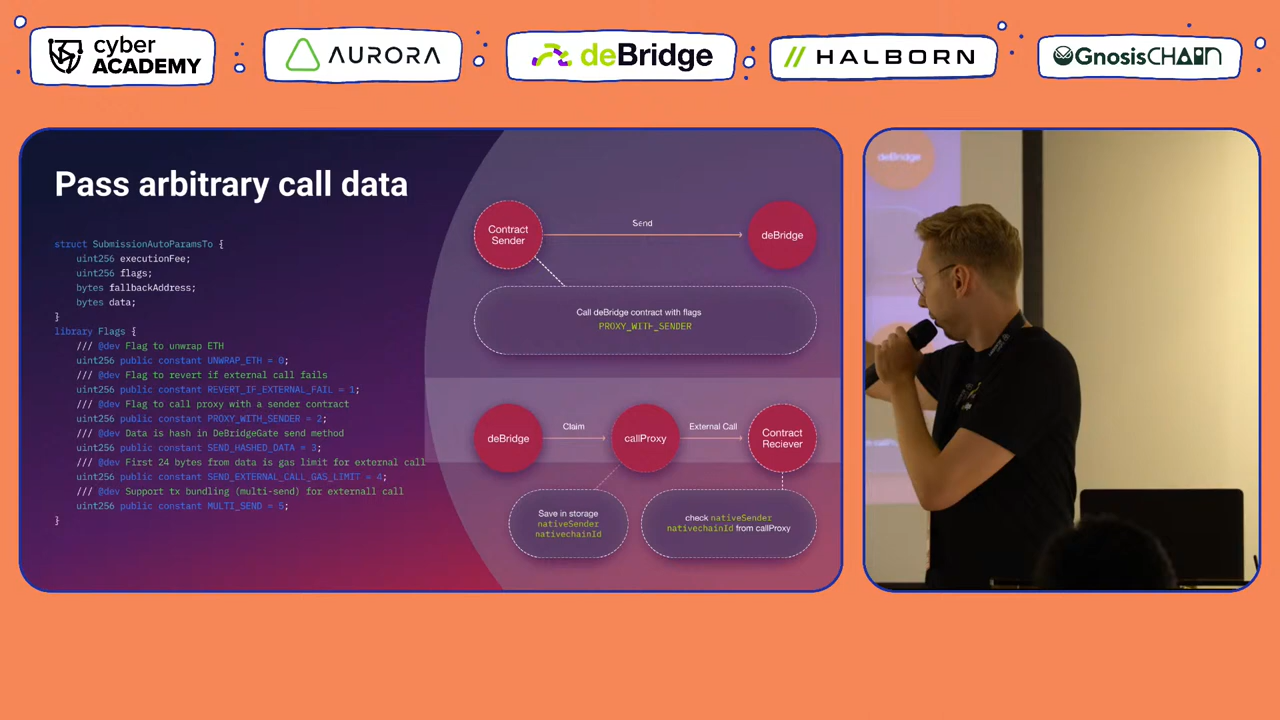 cyber
ACADEMY
AURORA
deBridge
HALBORN
GnosisCHAIN
Pass arbitrary call data
struct SubmissionAutoParamsTo {
uint256 executionFee;
uint256 flags;
bytes fallbackAddress;
bytes data;
}
library Flags {
/// @dev Flag to unwrap ETH
uint256 public constant UNWRAP_ETH = 0;
/// @dev Flag to revert if external call fails
uint256 public constant REVERT_IF_EXTERNAL_FAIL = 1;
/// @dev Flag to call proxy with a sender contract
uint256 public constant PROXY_WITH_SENDER = 2;
/// @dev Data is hash in DeBridgeGate send method
uint256 public constant SEND_HASHED_DATA = 3;
/// @dev First 24 bytes from data is gas limit for external call
uint256 public constant SEND_EXTERNAL_CALL_GAS_LIMIT = 4;
/// @dev Support tx bundling (multi-send) for externall call
uint256 public constant MULTI_SEND = 5;
}
Contract
Sender
Send
deBridge
Call deBridge contract with flags
PROXY_WITH_SENDER
deBridge
Claim
callProxy
External Call
Contract
Reciever
Save in storage
nativeSender
nativechainId
check nativeSender
nativechainId from callProxy
deBridge